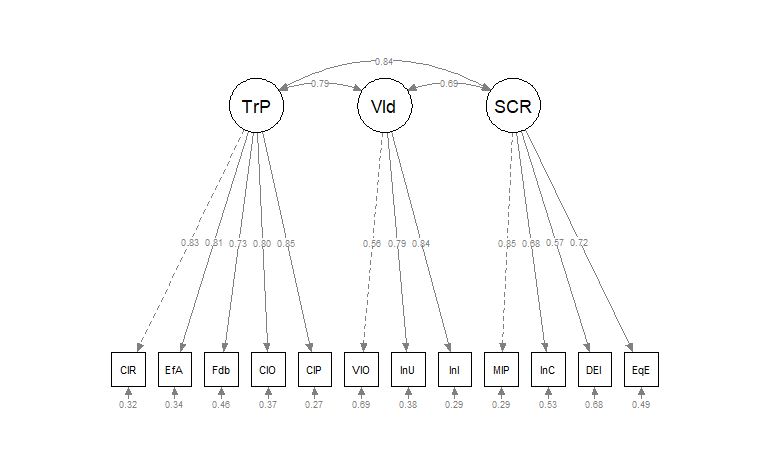 0.84
0.79 0.69
TrP Vld SCR
0.83 0.81 0.73 0.80 0.85 0.56 0.79 0.84 0.85 0.68 0.57 0.72
CIR EfA Fdb CIO CIP VIO InU InI MIP InC DEI EqE
0.32 0.34 0.46 0.37 0.27 0.69 0.38 0.29 0.29 0.53 0.68 0.49